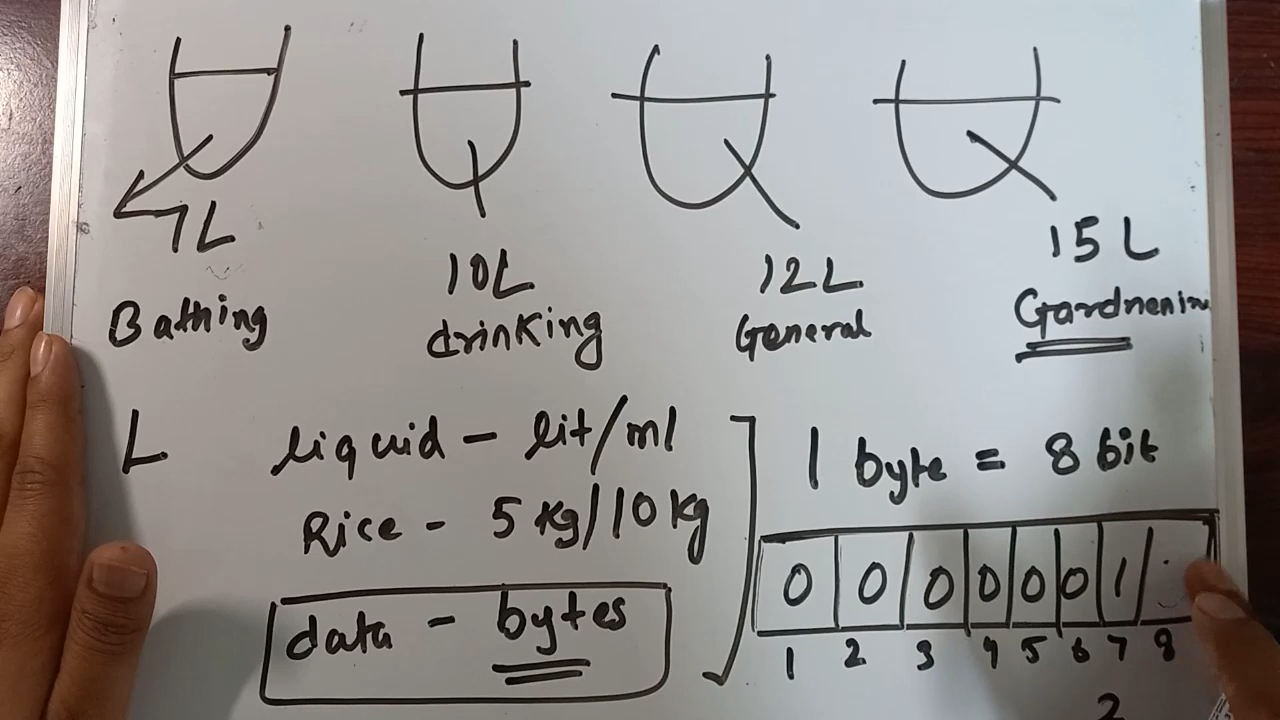 7L
10L
12L
15L
Bathing
drinking
General
Gardnenin
L
liquid - lit/ml
Rice - 5 kg/10 kg
data - bytes
1 byte = 8 bit
0 0 0 0 0 0 1
1 2 3 4 5 6 7 8
2